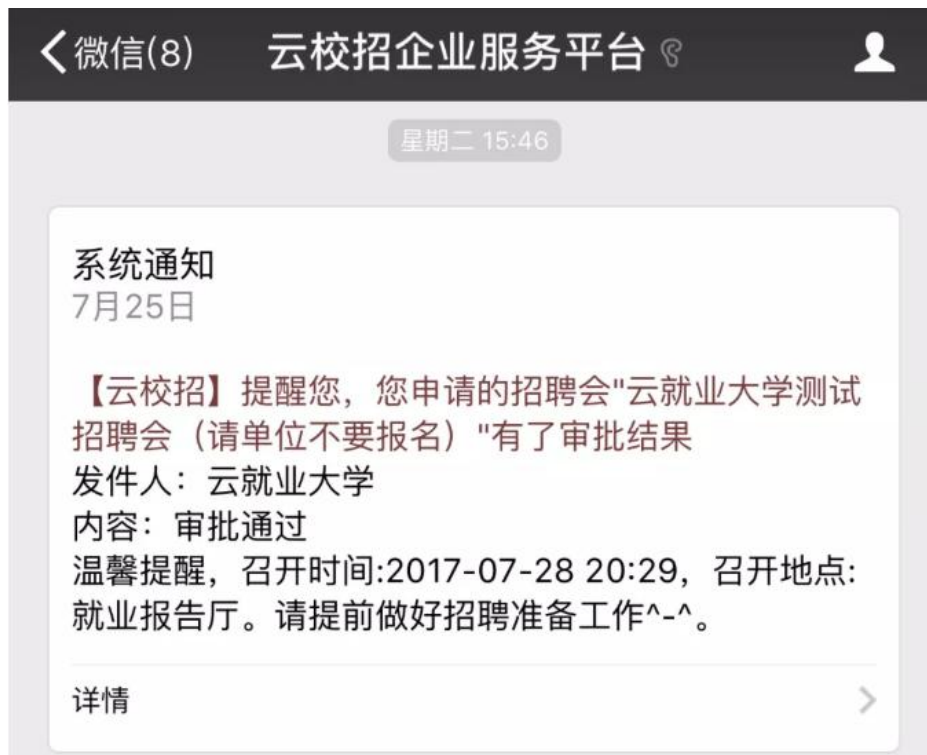 微信(8)
云校招企业服务平台
星期二 15:46
系统通知
7月25日
【云校招】提醒您，您申请的招聘会"云就业大学测试
招聘会（请单位不要报名）"有了审批结果
发件人：云就业大学
内容：审批通过
温馨提醒，召开时间:2017-07-28 20:29，召开地点:
就业报告厅。请提前做好招聘准备工作^-^。
详情